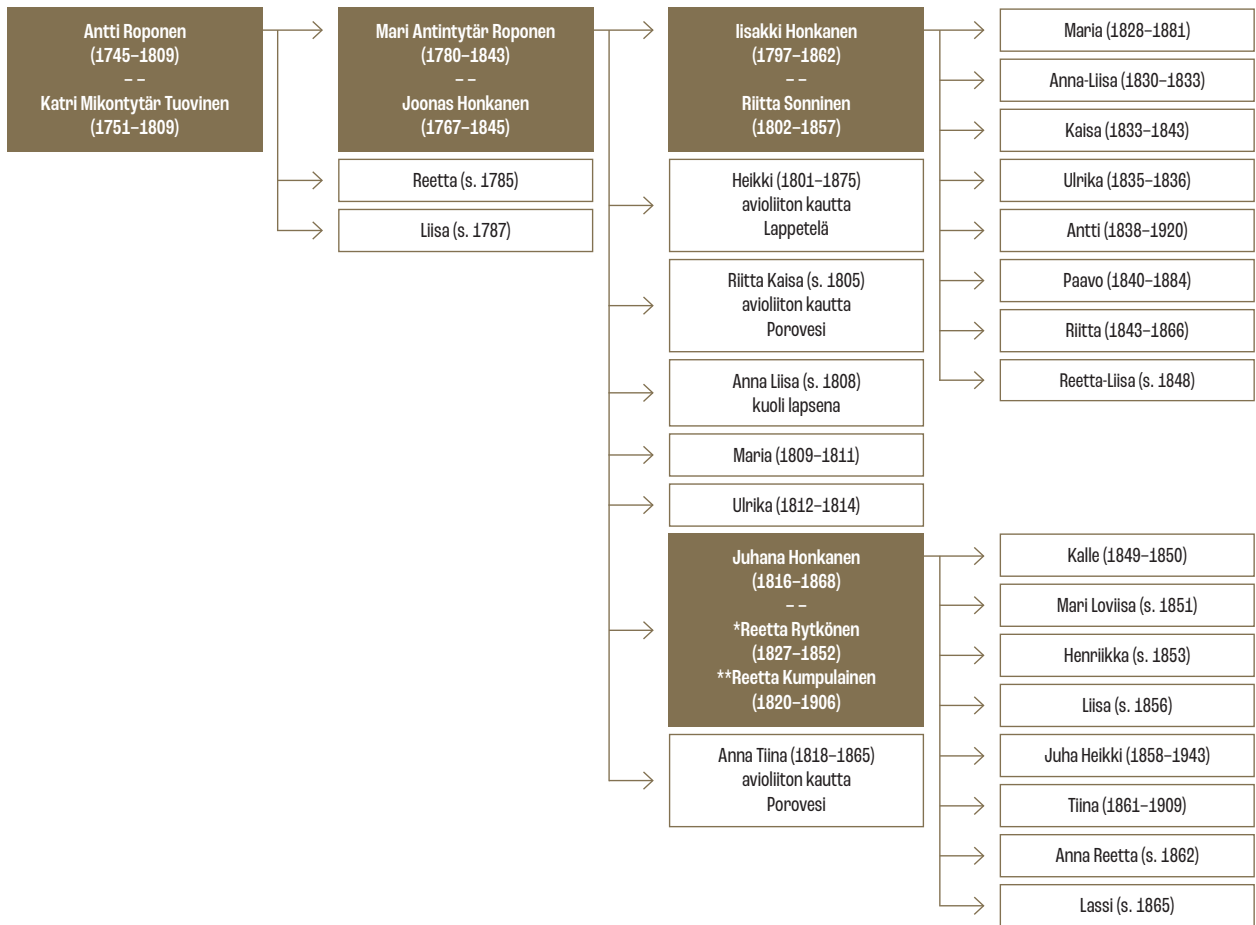 Antti Roponen
(1745–1809)
– –
Katri Mikontytär Tuovinen
(1751–1809)
Mari Antintytär Roponen
(1780–1843)
– –
Joonas Honkanen
(1767–1845)
Reetta (s. 1785)
Liisa (s. 1787)
Iisakki Honkanen
(1797–1862)
– –
Riitta Sonninen
(1802–1857)
Heikki (1801–1875)
avioliiton kautta
Lappetelä
Riitta Kaisa (s. 1805)
avioliiton kautta
Porovesi
Anna Liisa (s. 1808)
kuoli lapsena
Maria (1809–1811)
Ulrika (1812–1814)
Juhana Honkanen
(1816–1868)
– –
*Reetta Rytkönen
(1827–1852)
**Reetta Kumpulainen
(1820–1906)
Anna Tiina (1818–1865)
avioliiton kautta
Porovesi
Maria (1828–1881)
Anna-Liisa (1830–1833)
Kaisa (1833–1843)
Ulrika (1835–1836)
Antti (1838–1920)
Paavo (1840–1884)
Riitta (1843–1866)
Reetta-Liisa (s. 1848)
Kalle (1849–1850)
Mari Loviisa (s. 1851)
Henriikka (s. 1853)
Liisa (s. 1856)
Juha Heikki (1858–1943)
Tiina (1861–1909)
Anna Reetta (s. 1862)
Lassi (s. 1865)